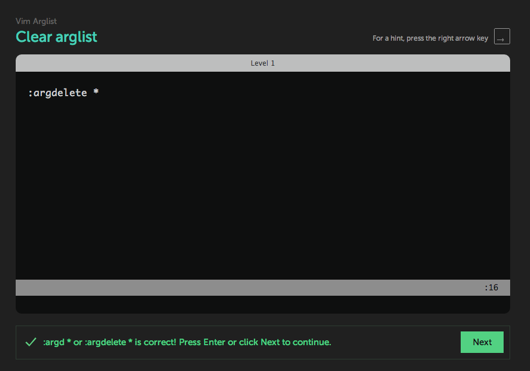 Vim Arglist
Clear arglist
For a hint, press the right arrow key →
Level 1
:argdelete *
:16
✓ :argd * or :argdelete * is correct! Press Enter or click Next to continue.
Next